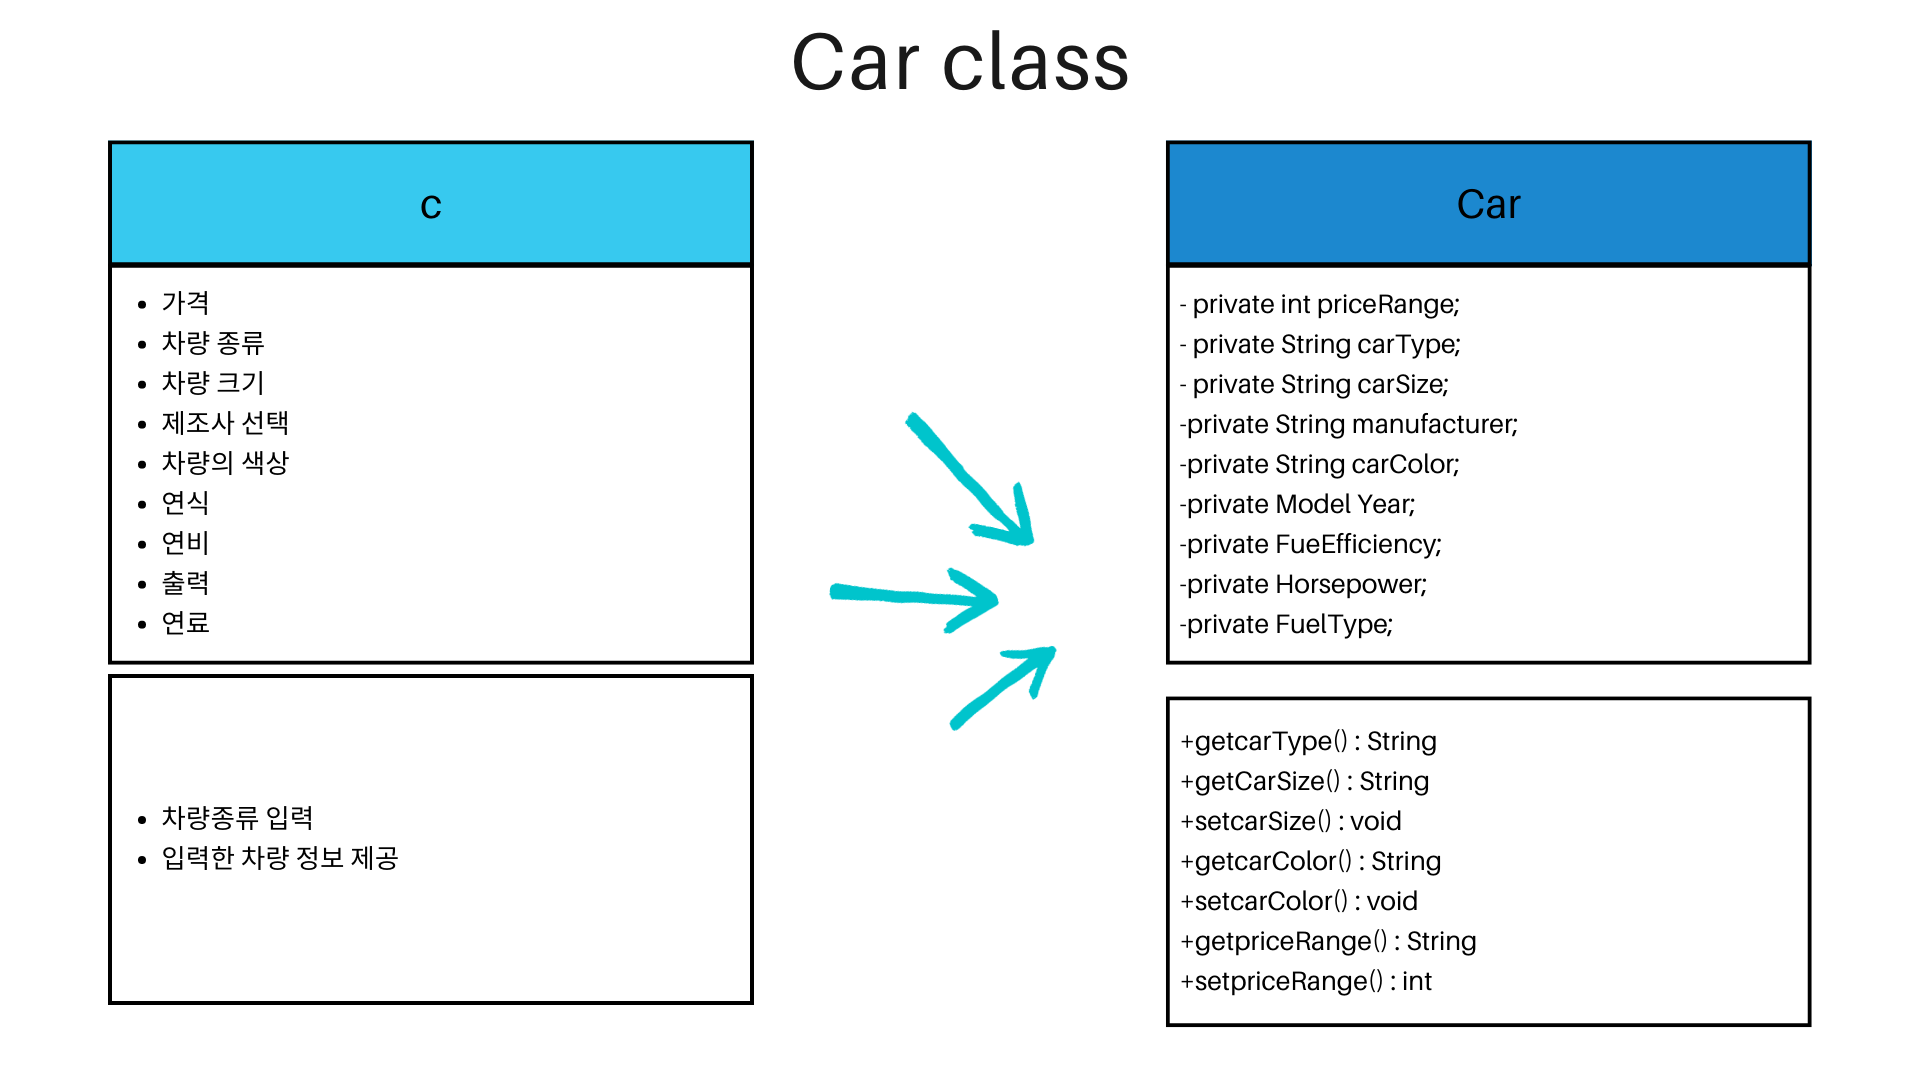 Car class
c
가격
차량 종류
차량 크기
제조사 선택
차량의 색상
연식
연비
출력
연료
차량종류 입력
입력한 차량 정보 제공
Car
- private int priceRange;
- private String carType;
- private String carSize;
-private String manufacturer;
-private String carColor;
-private Model Year;
-private FueEfficiency;
-private Horsepower;
-private FuelType;
+getcarType() : String
+getCarSize() : String
+setcarSize() : void
+getcarColor() : String
+setcarColor() : void
+getpriceRange() : String
+setpriceRange() : int